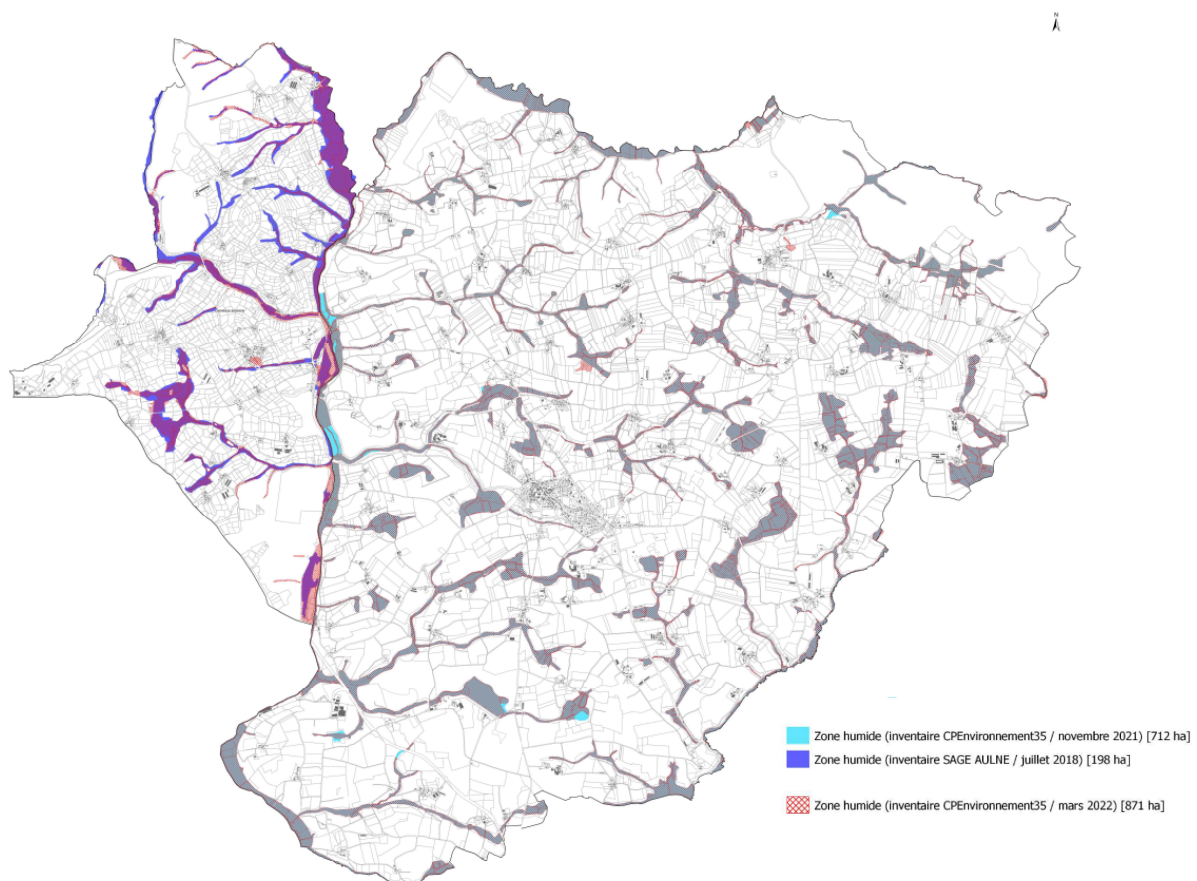 N
Zone humide (inventaire CPEnvironnement35 / novembre 2021) [712 ha]
Zone humide (inventaire SAGE AULNE / juillet 2018) [198 ha]
Zone humide (inventaire CPEnvironnement35 / mars 2022) [871 ha]